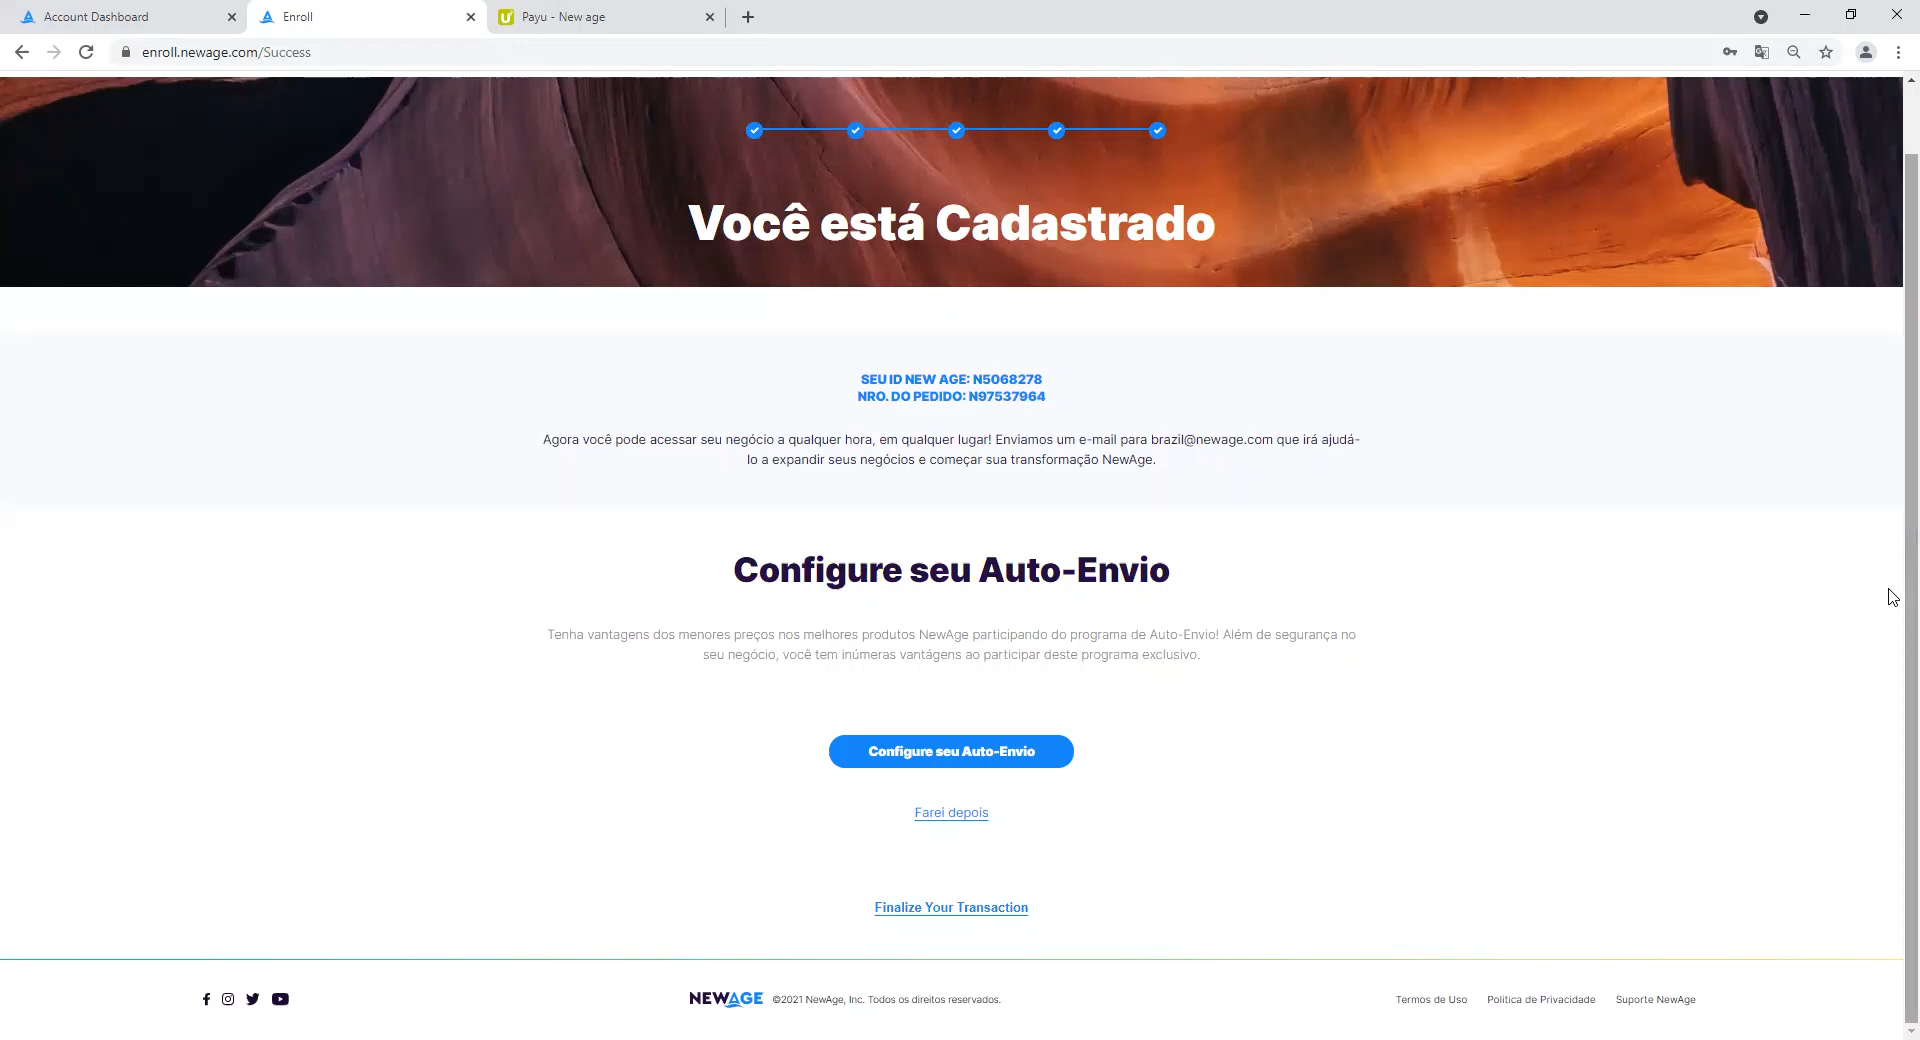 Account Dashboard
Enroll
Payu - New age
enroll.newage.com/Success
Você está Cadastrado
SEU ID NEW AGE: N5068278
NRO. DO PEDIDO: N97537964
Agora você pode acessar seu negócio a qualquer hora, em qualquer lugar! Enviamos um e-mail para brazil@newage.com que irá ajudá-
lo a expandir seus negócios e começar sua transformação NewAge.
Configure seu Auto-Envio
Tenha vantagens dos menores preços nos melhores produtos NewAge participando do programa de Auto-Envio! Além de segurança no
seu negócio, você tem inúmeras vantágens ao participar deste programa exclusivo.
Configure seu Auto-Envio
Farei depois
Finalize Your Transaction
NEWAGE ©2021 NewAge, Inc. Todos os direitos reservados.
Termos de Uso Politica de Privacidade Suporte NewAge